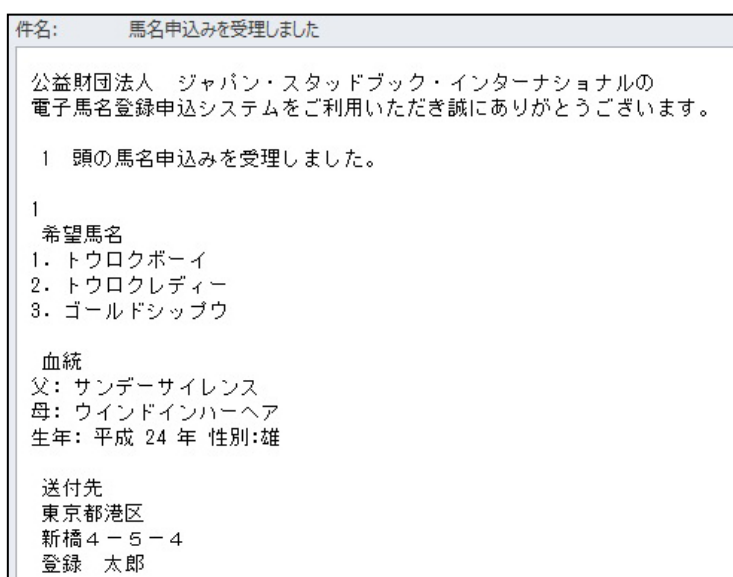 件名: 馬名申込みを受理しました
公益財団法人　ジャパン・スタッドブック・インターナショナルの
電子馬名登録申込システムをご利用いただき誠にありがとうございます。
1　頭の馬名申込みを受理しました。
1
希望馬名
1. トウロクボーイ
2. トウロクレディー
3. ゴールドシップウ
血統
父: サンデーサイレンス
母: ウインドインハーヘア
生年: 平成 24 年 性別:雄
送付先
東京都港区
新橋４－５－４
登録　太郎